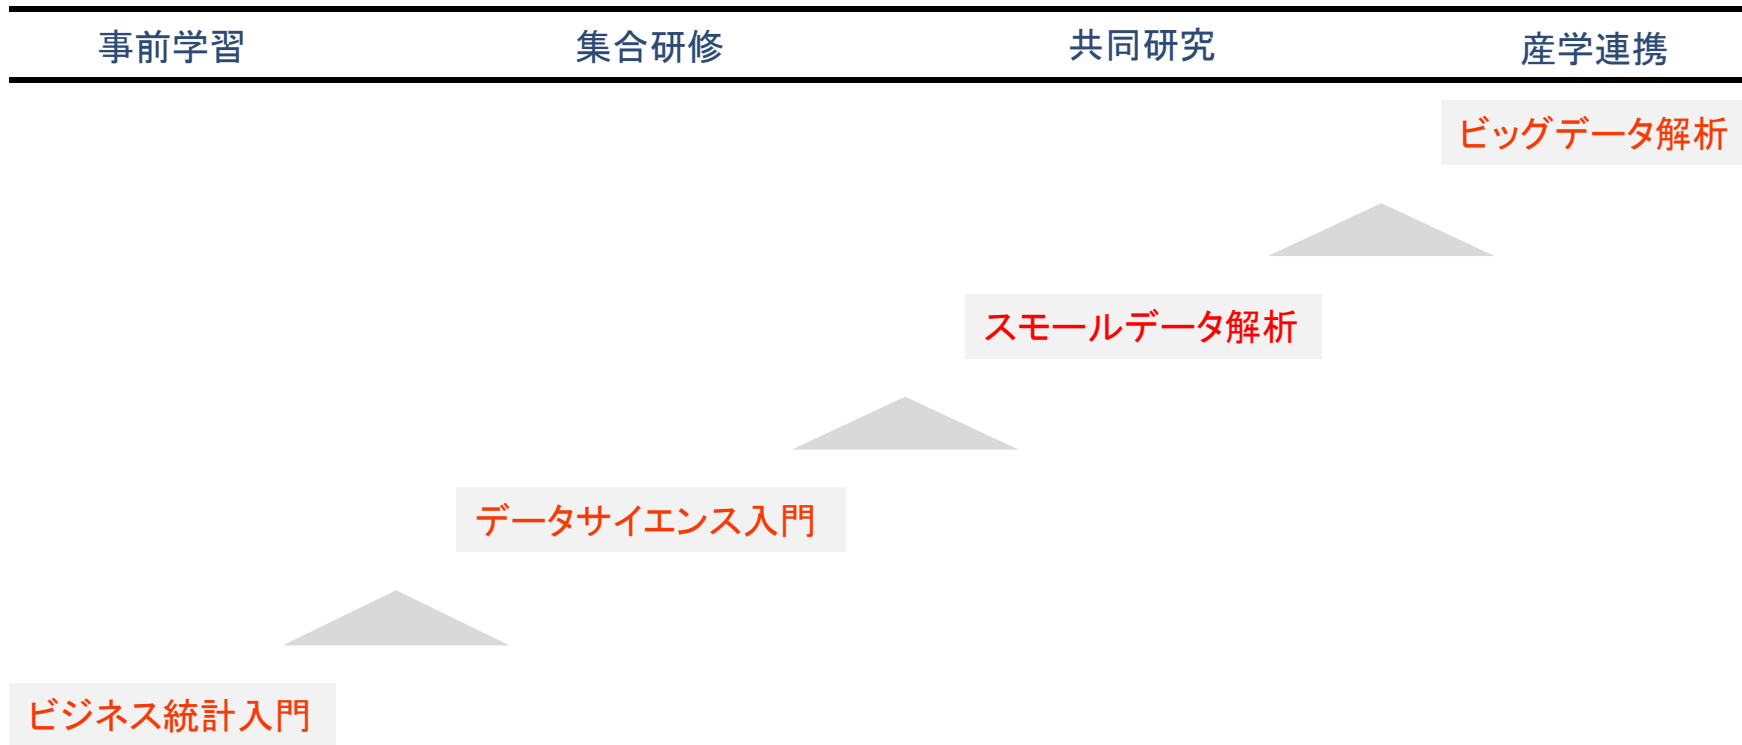 事前学習
集合研修
共同研究
産学連携
ビッグデータ解析
スモールデータ解析
データサイエンス入門
ビジネス統計入門